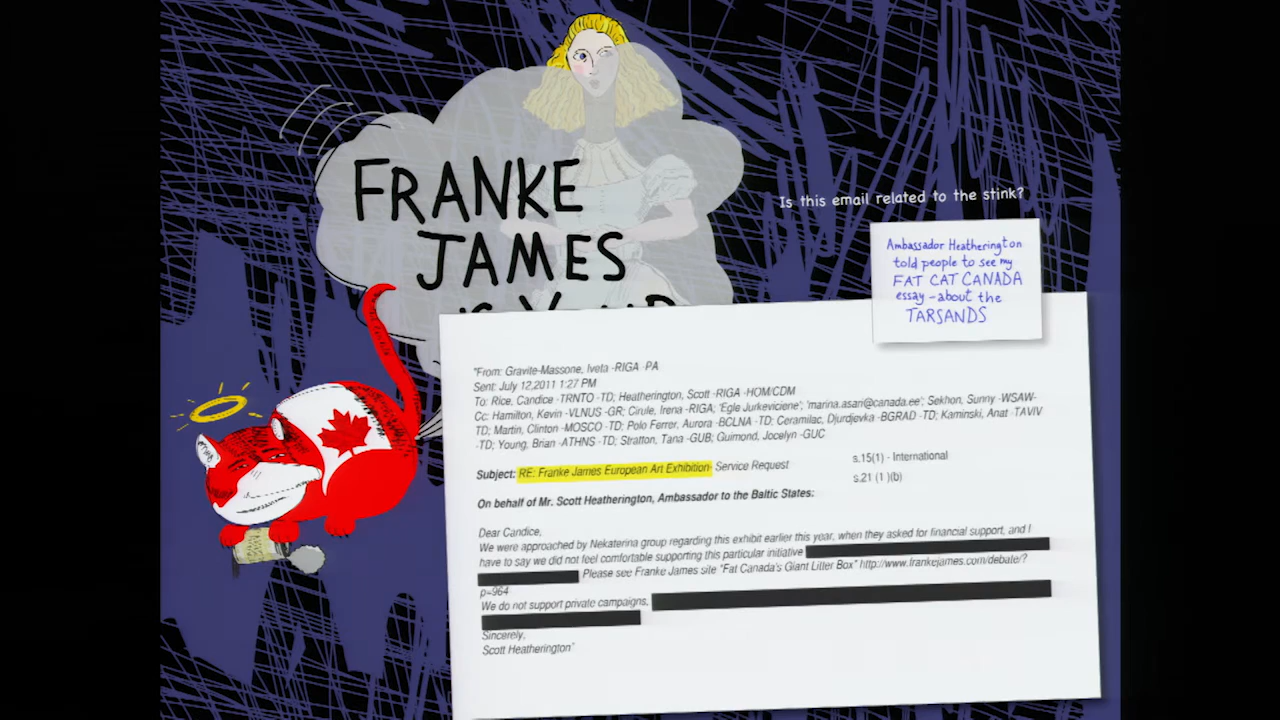 FRANKE
JAMES
IS YOUR
Is this email related to the stink?
Ambassador Heatherington
told people to see my
FAT CAT CANADA
essay - about the
TARSANDS
"From: Gravite-Massone, Iveta -RIGA -PA
Sent: July 12,2011 1:27 PM
To: Rice, Candice -TRNTO -TD; Heatherington, Scott -RIGA -HOM/CDM
Cc: Hamilton, Kevin -VLNUS -GR; Cirule, Irena -RIGA; 'Egle Jurkeviciene'; 'marina.asari@canada.ee'; Sekhon, Sunny -WSAW-
TD; Martin, Clinton -MOSCO -TD; Polo Ferrer, Aurora -BCLNA -TD; Ceramilac, Djurdjevka -BGRAD -TD; Kaminski, Anat -TAVIV
-TD; Young, Brian -ATHNS -TD; Stratton, Tana -GUB; Guimond, Jocelyn -GUC
Subject: RE: Franke James European Art Exhibition- Service Request
s.15(1) - International
s.21 (1 )(b)
On behalf of Mr. Scott Heatherington, Ambassador to the Baltic States:
Dear Candice,
We were approached by Nekaterina group regarding this exhibit earlier this year, when they asked for financial support, and I
have to say we did not feel comfortable supporting this particular initiative
Please see Franke James site "Fat Canada's Giant Litter Box" http://www.frankejames.com/debate/?
p=964
We do not support private campaigns,
Sincerely,
Scott Heatherington"